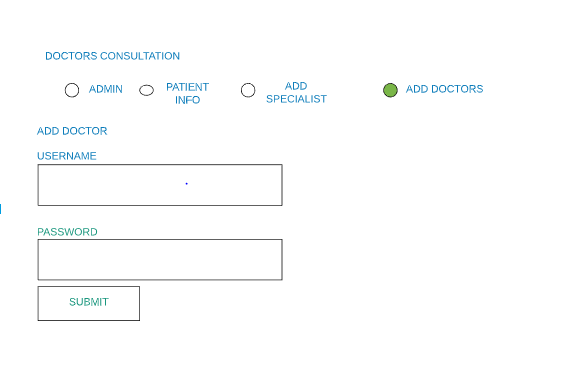 DOCTORS CONSULTATION
ADMIN
PATIENT
INFO
ADD
SPECIALIST
ADD DOCTORS
ADD DOCTOR
USERNAME
PASSWORD
SUBMIT